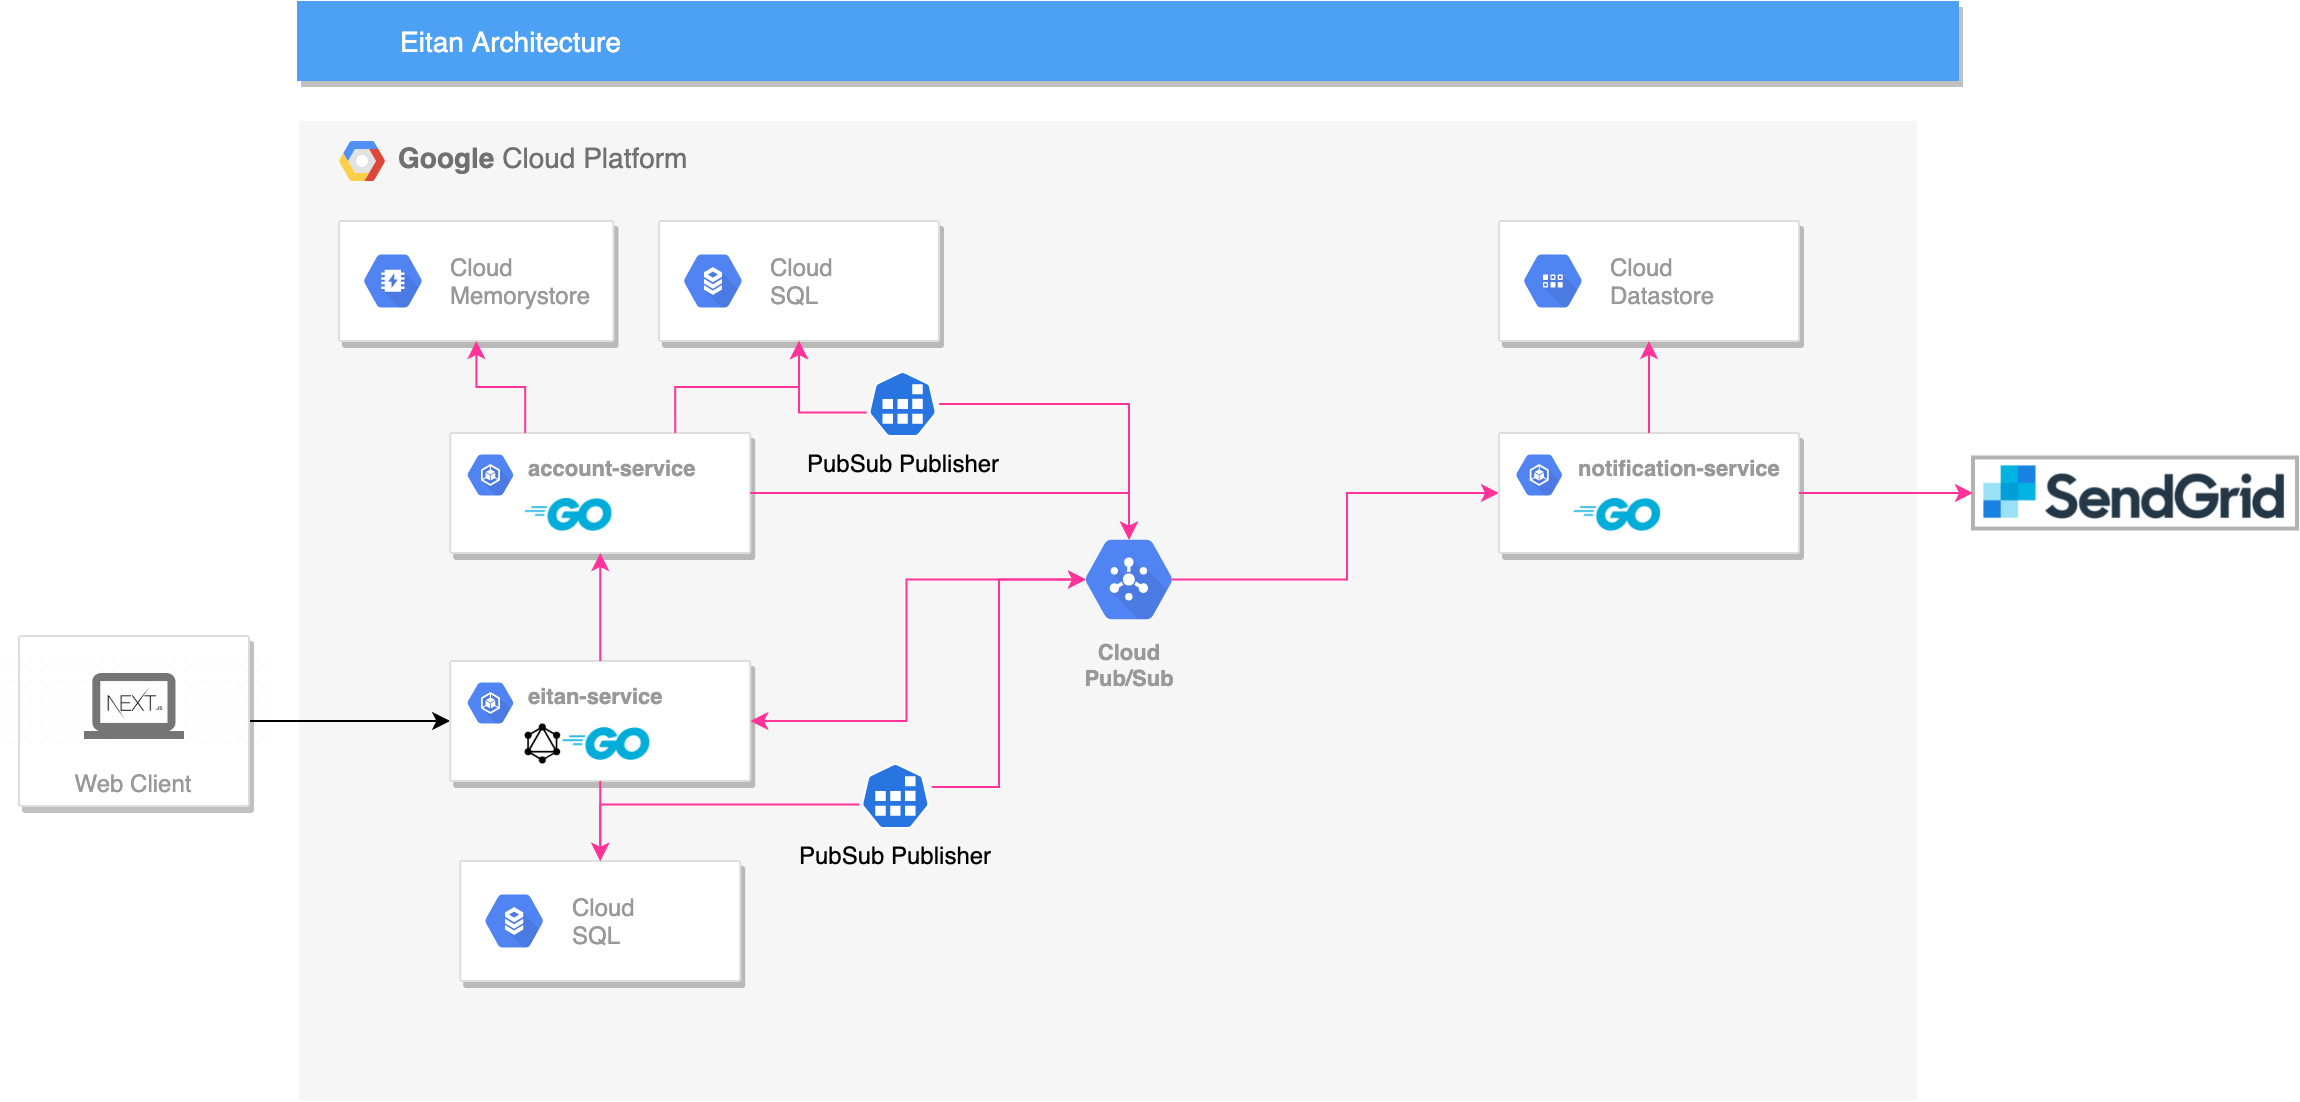 Eitan Architecture
Google Cloud Platform
Cloud
Memorystore
Cloud
SQL
Cloud
Datastore
PubSub Publisher
account-service
GO
notification-service
GO
SendGrid
Cloud
Pub/Sub
eitan-service
GO
NEXT.JS
Web Client
PubSub Publisher
Cloud
SQL